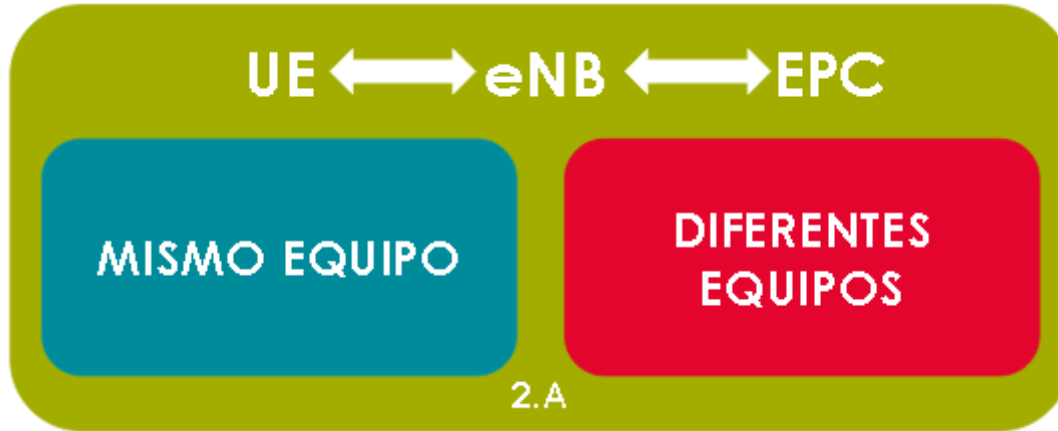 UE eNB EPC
MISMO EQUIPO
DIFERENTES
EQUIPOS
2.A